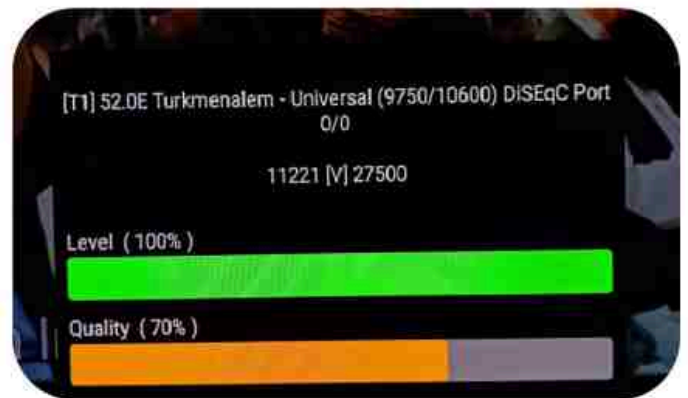 [T1] 52.0E Turkmenalem - Universal (9750/10600) DiSEqC Port
0/0
11221 [V] 27500
Level ( 100% )
Quality ( 70% )